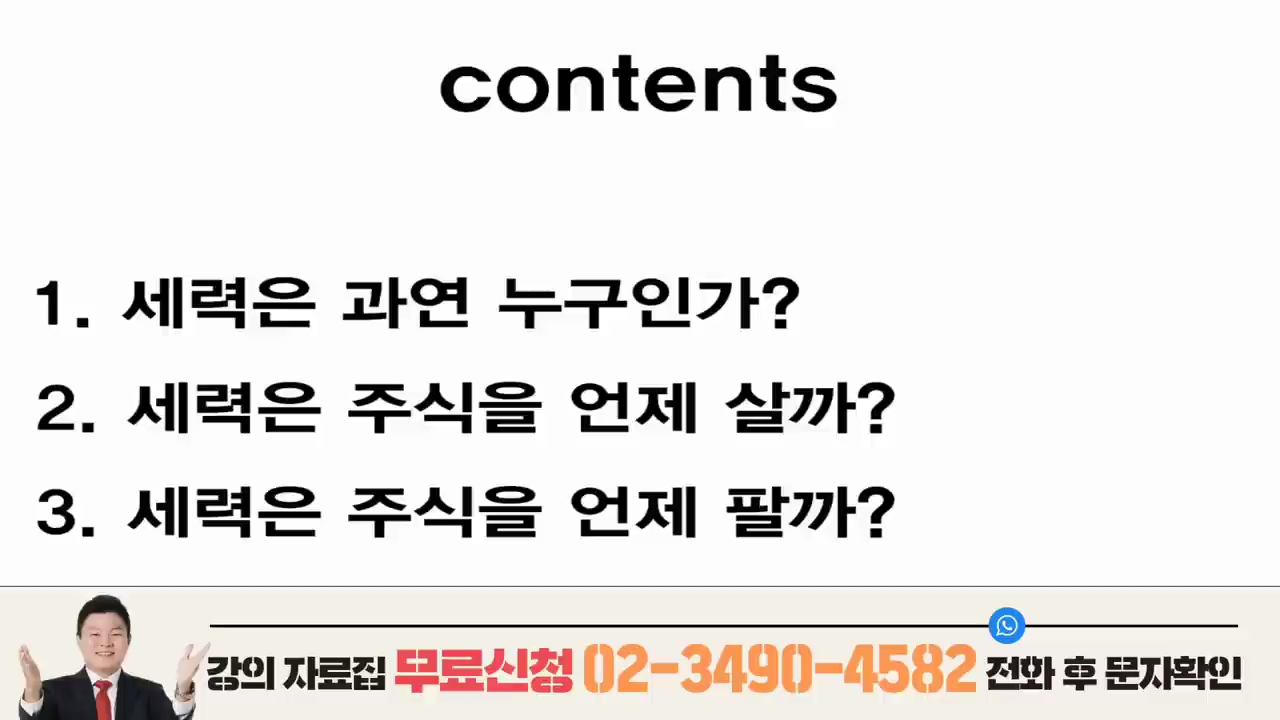 contents
1. 세력은 과연 누구인가?
2. 세력은 주식을 언제 살까?
3. 세력은 주식을 언제 팔까?
강의 자료집 무료신청 02-3490-4582 전화 후 문자확인